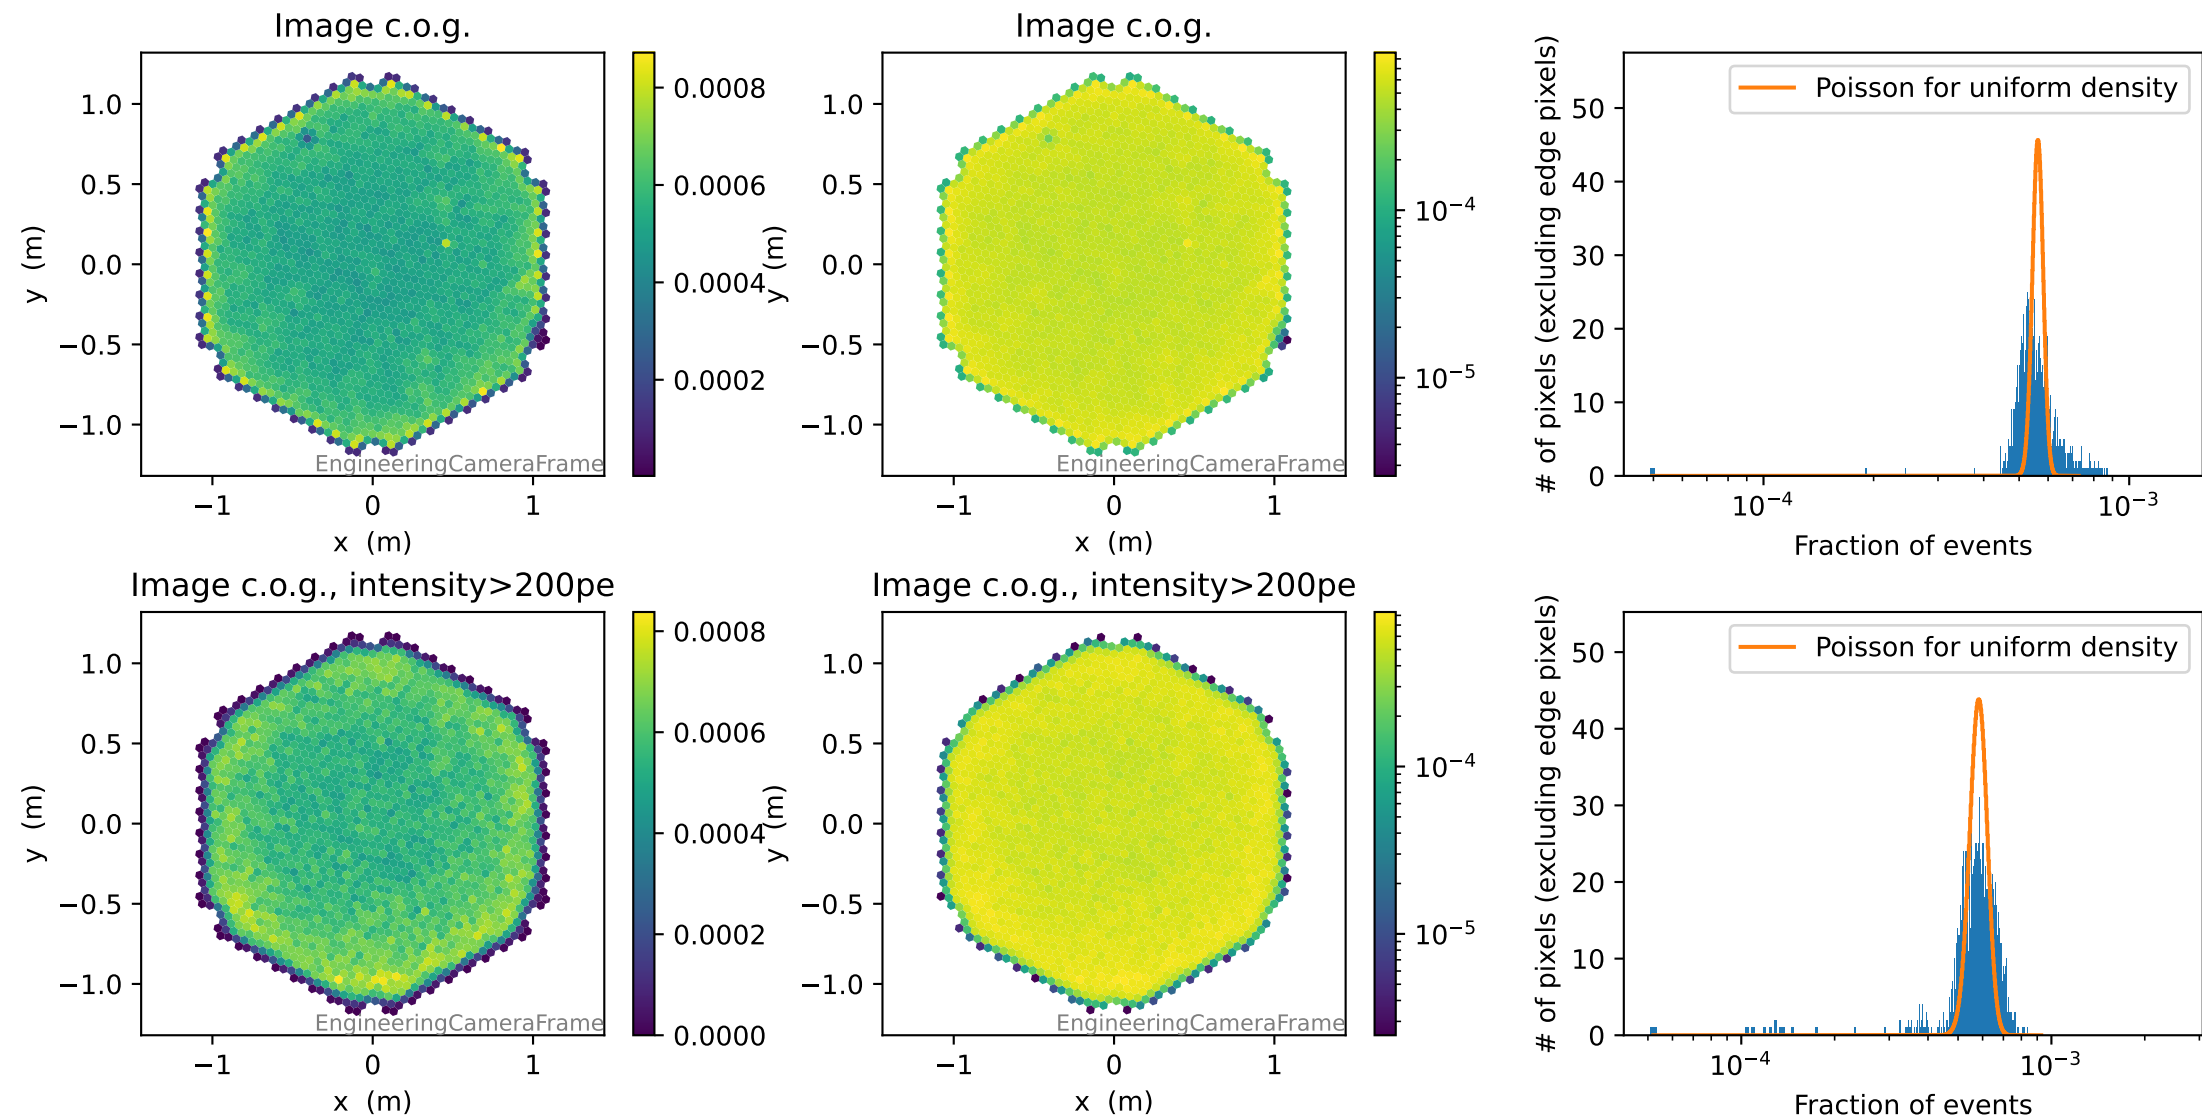 Image c.o.g.
1.0
0.5
0.0
−0.5
−1.0
y (m)
−1
0
1
x (m)
EngineeringCameraFrame
0.0008
0.0006
0.0004
0.0002
Image c.o.g.
1.0
0.5
0.0
−0.5
−1.0
y (m)
−1
0
1
x (m)
EngineeringCameraFrame
10⁻⁴
10⁻⁵
# of pixels (excluding edge pixels)
50
40
30
20
10
0
Poisson for uniform density
10⁻⁴
10⁻³
Fraction of events
Image c.o.g., intensity>200pe
1.0
0.5
0.0
−0.5
−1.0
y (m)
−1
0
1
x (m)
EngineeringCameraFrame
0.0008
0.0006
0.0004
0.0002
0.0000
Image c.o.g., intensity>200pe
1.0
0.5
0.0
−0.5
−1.0
y (m)
−1
0
1
x (m)
EngineeringCameraFrame
10⁻⁴
10⁻⁵
# of pixels (excluding edge pixels)
50
40
30
20
10
0
Poisson for uniform density
10⁻⁴
10⁻³
Fraction of events